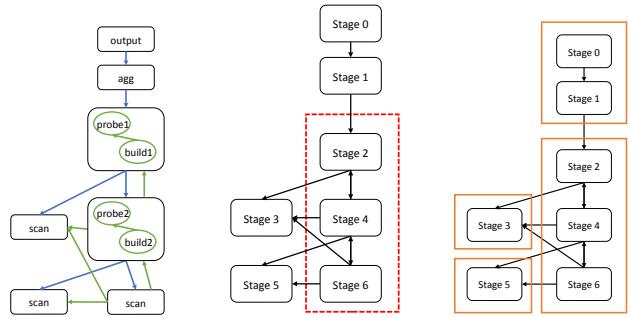 output
agg
probe1
build1
probe2
build2
scan
scan
scan
Stage 0
Stage 1
Stage 2
Stage 3
Stage 4
Stage 5
Stage 6
Stage 0
Stage 1
Stage 2
Stage 3
Stage 4
Stage 5
Stage 6